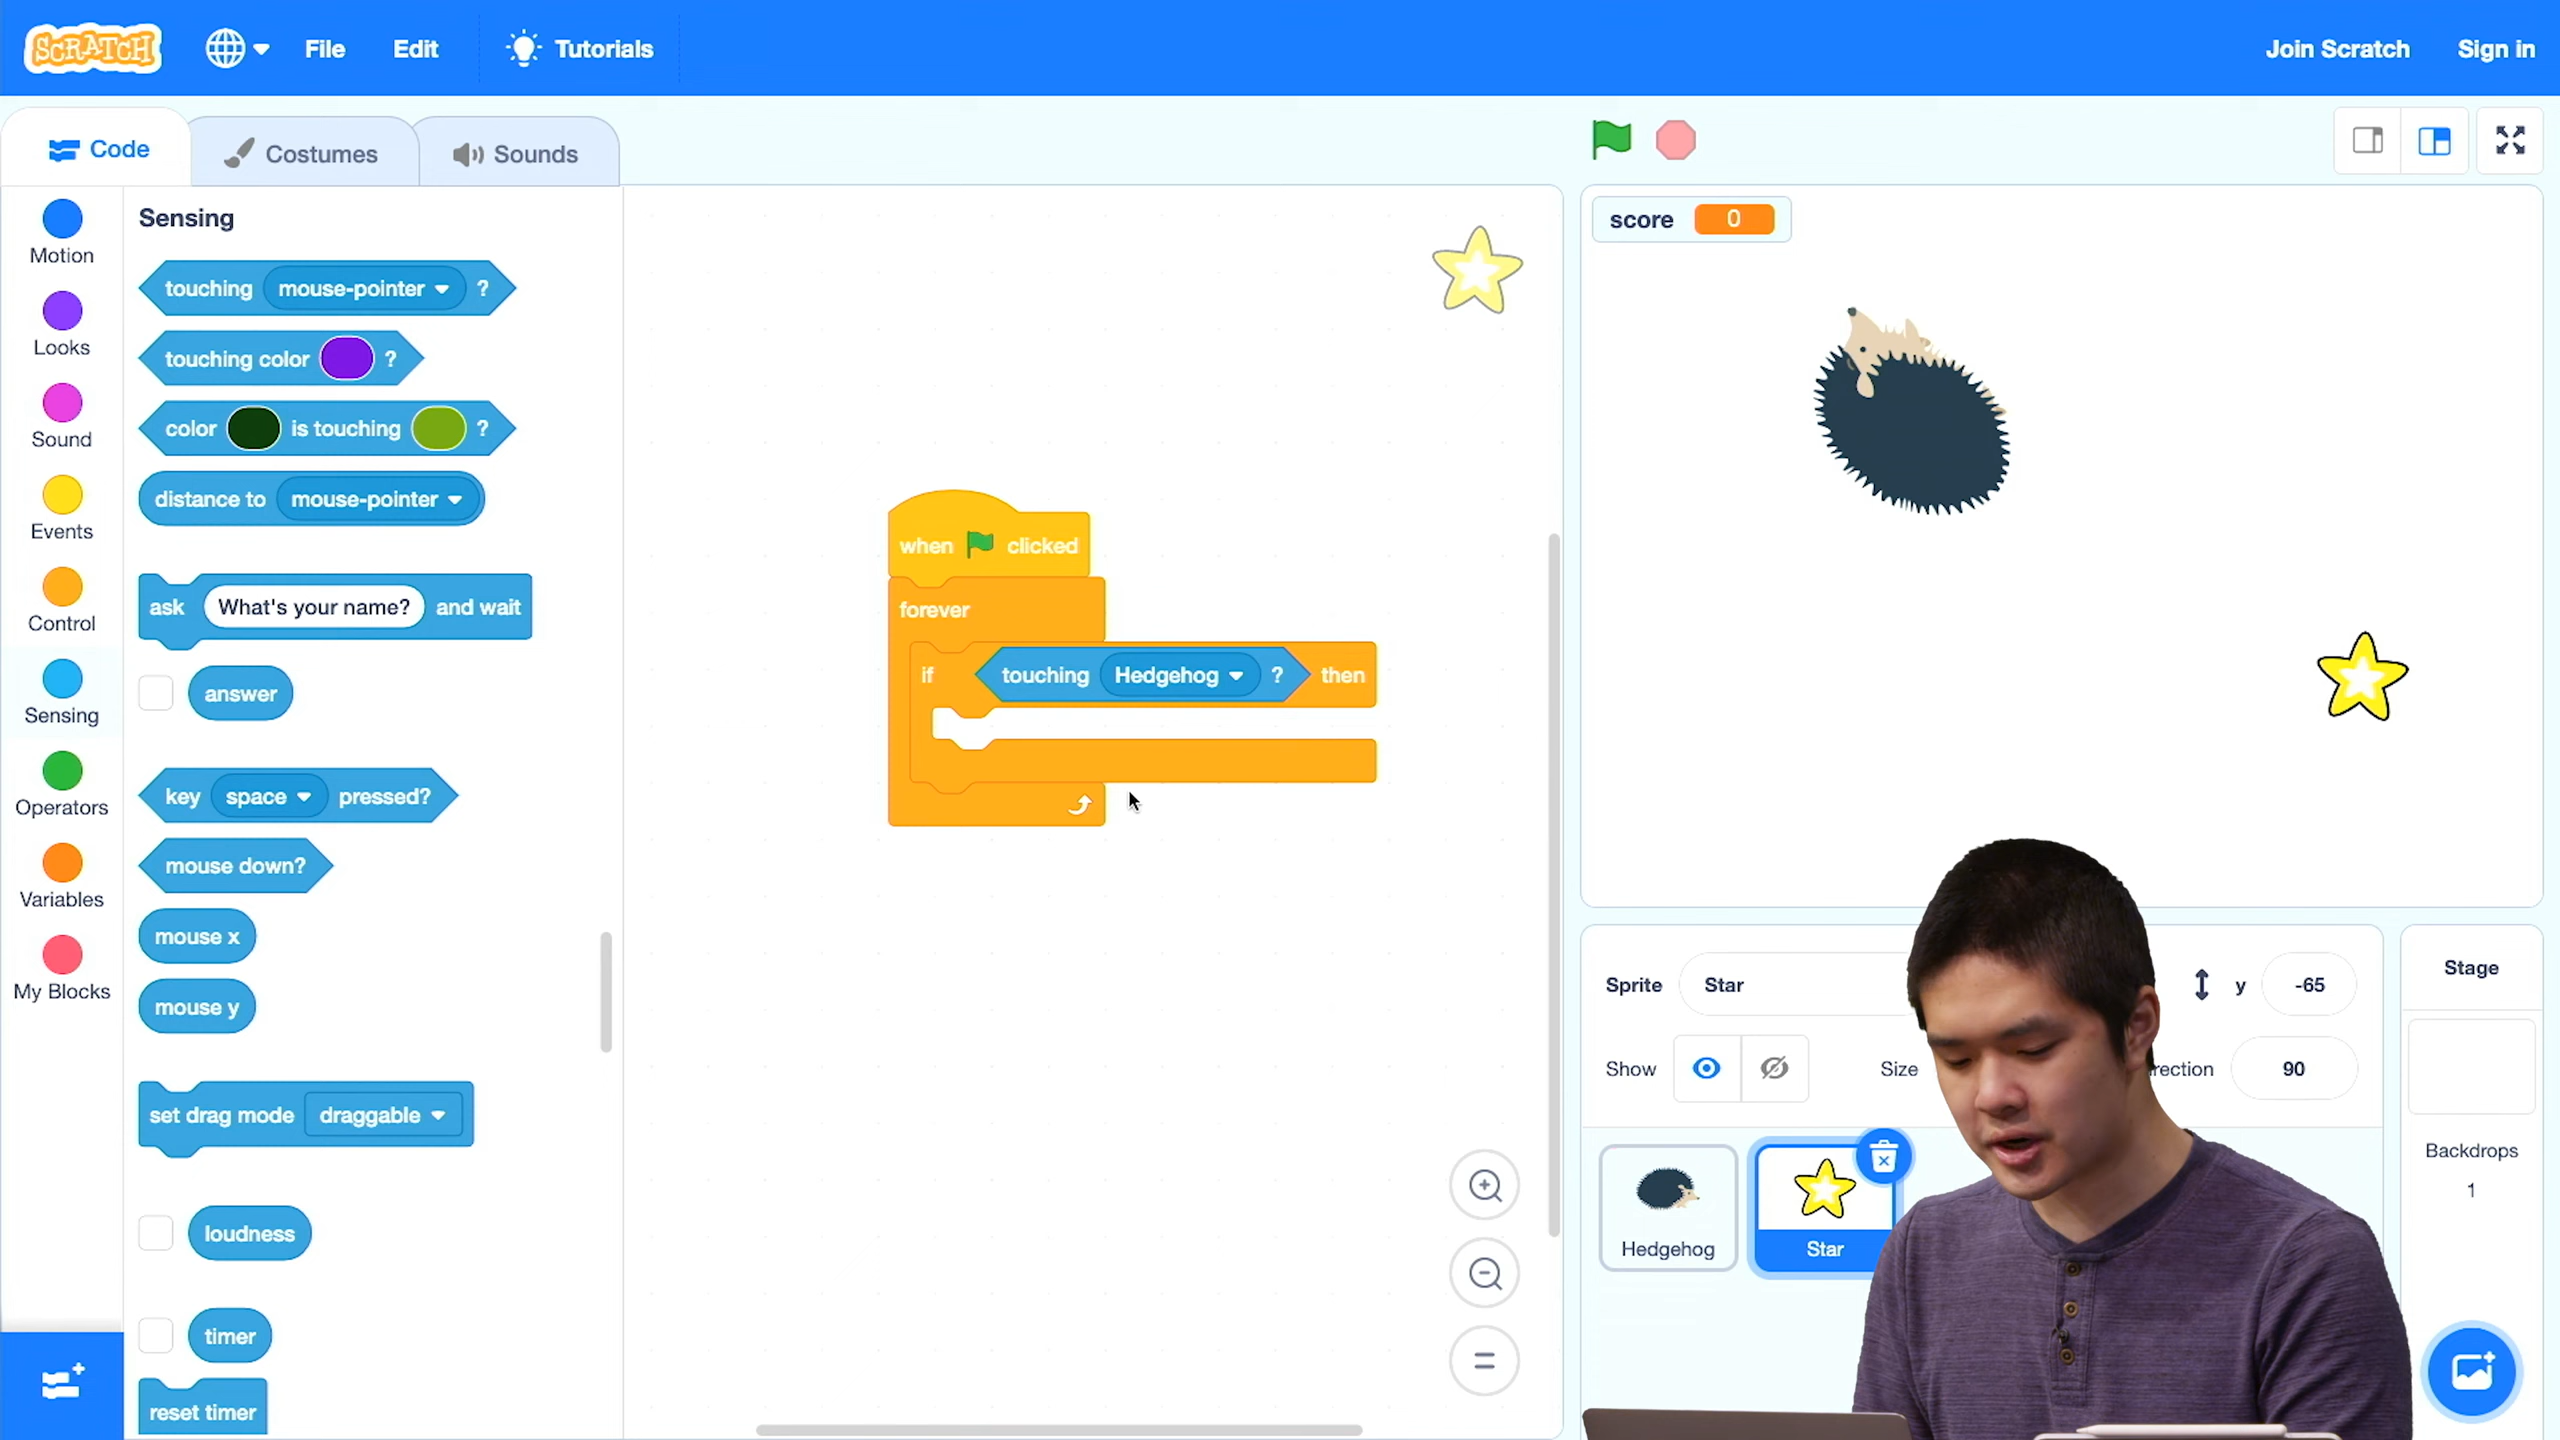 SCRATCH File Edit Tutorials Join Scratch Sign in
Code Costumes Sounds
Motion
Looks
Sound
Events
Control
Sensing
Operators
Variables
My Blocks
Sensing
touching mouse-pointer ?
touching color ?
color is touching ?
distance to mouse-pointer
ask What's your name? and wait
answer
key space pressed?
mouse down?
mouse x
mouse y
set drag mode draggable
loudness
timer
reset timer
when clicked
forever
if touching Hedgehog ? then
score 0
Sprite Star y -65
Show Size rection 90
Hedgehog
Star
Stage
Backdrops
1